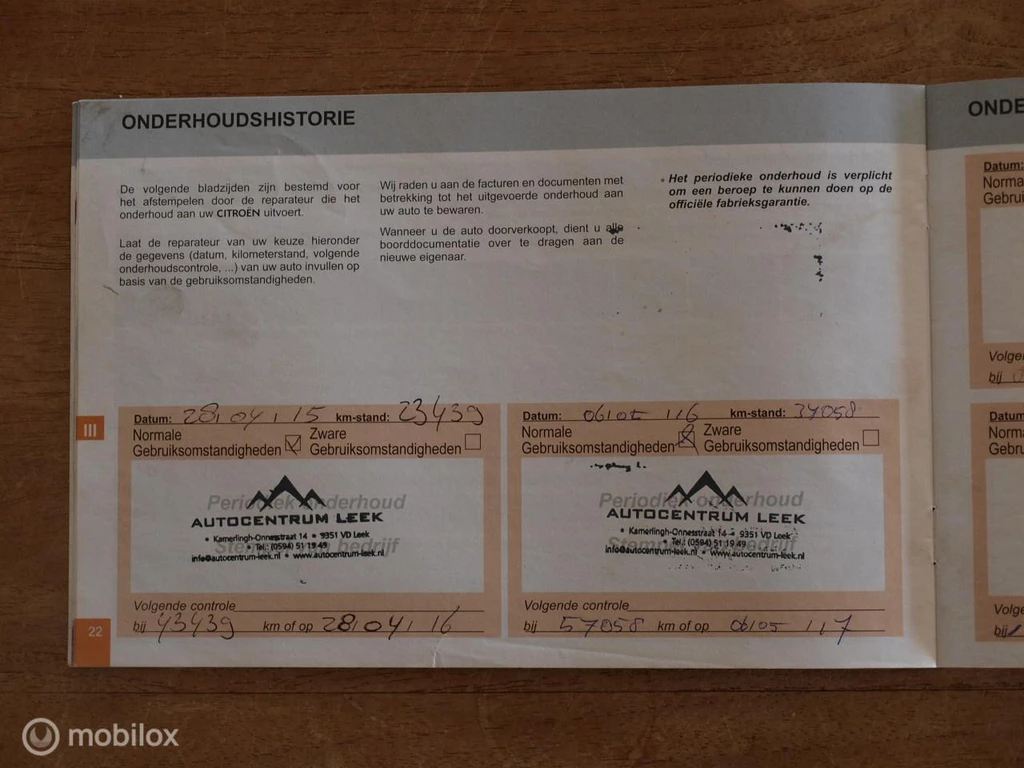 ONDERHOUDSHISTORIE
De volgende bladzijden zijn bestemd voor
het afstempelen door de reparateur die het
onderhoud aan uw CITROËN uitvoert.
Laat de reparateur van uw keuze hieronder
de gegevens (datum, kilometerstand, volgende
onderhoudscontrole, ...) van uw auto invullen op
basis van de gebruiksomstandigheden.
Wij raden u aan de facturen en documenten met
betrekking tot het uitgevoerde onderhoud aan
uw auto te bewaren.
Wanneer u de auto doorverkoopt, dient u alle
boorddocumentatie over te dragen aan de
nieuwe eigenaar.
• Het periodieke onderhoud is verplicht
om een beroep te kunnen doen op de
officiële fabrieksgarantie.
III
Datum: 28/04/15 km-stand: 23439
Normale Zware
Gebruiksomstandigheden Gebruiksomstandigheden
Periodiek onderhoud
AUTOCENTRUM LEEK
• Kamerlingh-Onnesstraat 14 • 9351 VD Leek
• Tel.: (0594) 51 19 49
info@autocentrum-leek.nl • www.autocentrum-leek.nl
Volgende controle
bij 43439 km of op 28/04/16
Datum: 06/05/16 km-stand: 37058
Normale Zware
Gebruiksomstandigheden Gebruiksomstandigheden
Periodiek onderhoud
AUTOCENTRUM LEEK
• Kamerlingh-Onnesstraat 14 • 9351 VD Leek
• Tel.: (0594) 51 19 49
info@autocentrum-leek.nl • www.autocentrum-leek.nl
Volgende controle
bij 57058 km of op 06/05/17
22
ONDE
Datum:
Norma
Gebrui
Volge
bij
Datum:
Norm
Gebru
Volge
bij
mobilox